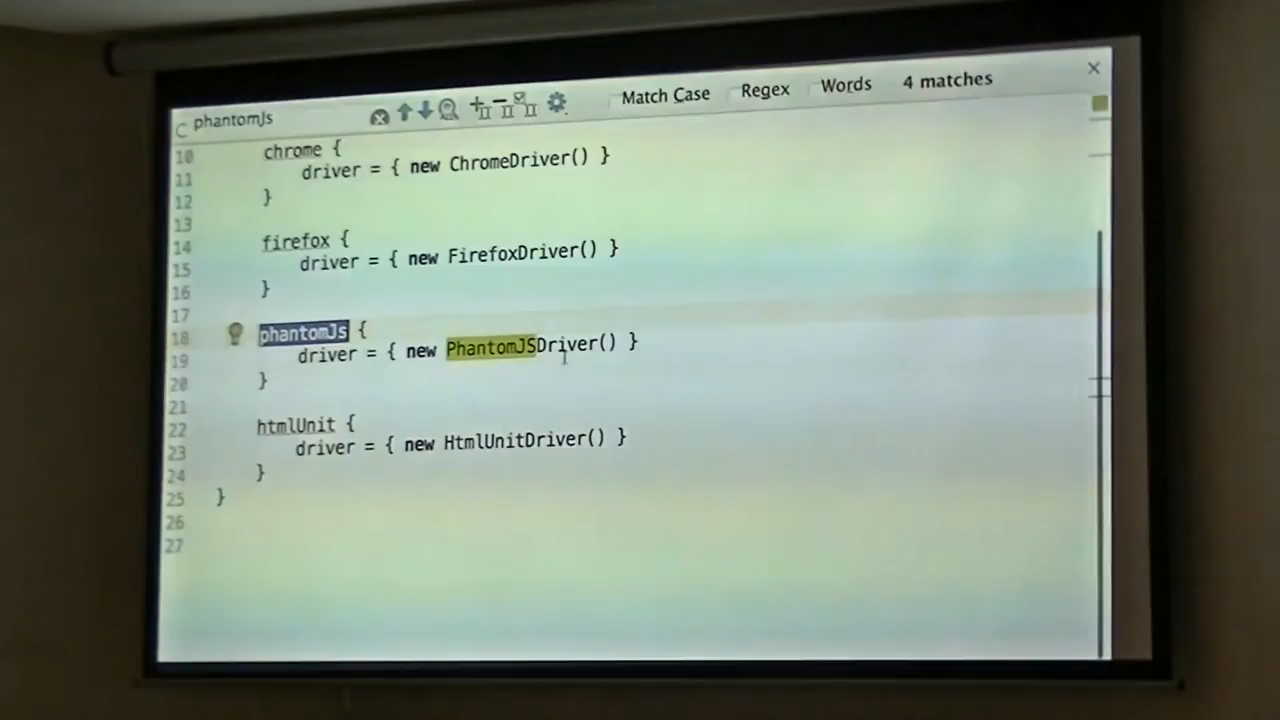 phantomJs Match Case Regex Words 4 matches
10 chrome {
11 driver = { new ChromeDriver() }
12 }
13
14 firefox {
15 driver = { new FirefoxDriver() }
16 }
17
18 phantomJs {
19 driver = { new PhantomJSDriver() }
20 }
21
22 htmlUnit {
23 driver = { new HtmlUnitDriver() }
24 }
25 }
26
27